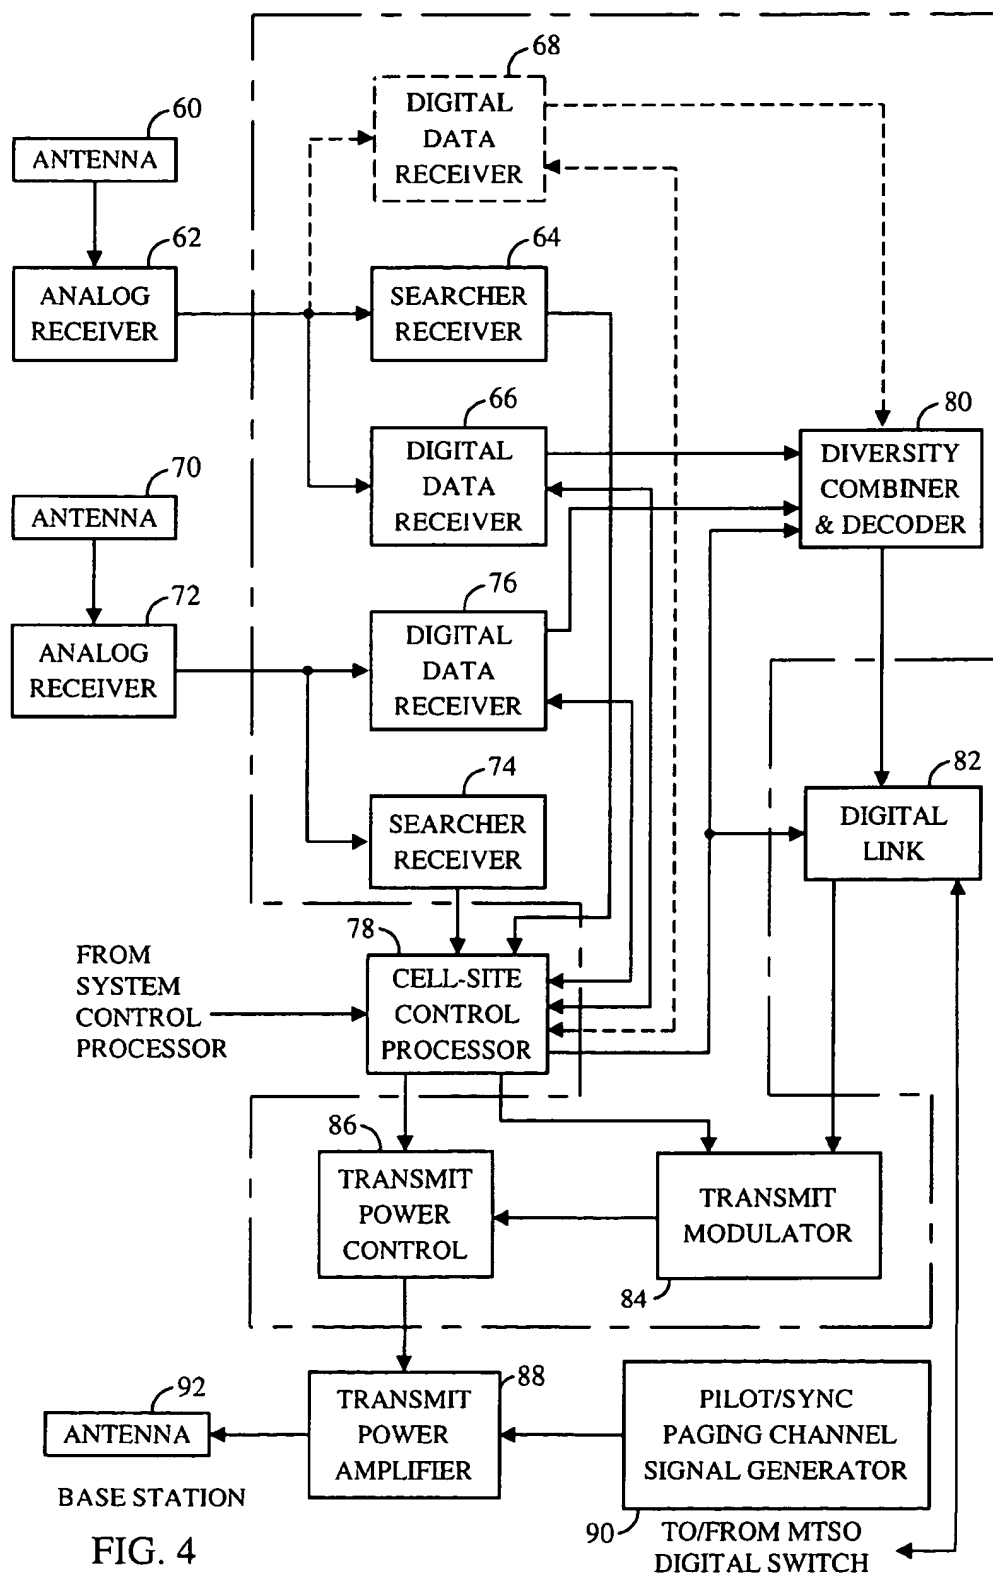 68
DIGITAL
DATA
RECEIVER
60
ANTENNA
62
ANALOG
RECEIVER
64
SEARCHER
RECEIVER
66
DIGITAL
DATA
RECEIVER
80
DIVERSITY
COMBINER
& DECODER
70
ANTENNA
72
ANALOG
RECEIVER
76
DIGITAL
DATA
RECEIVER
74
SEARCHER
RECEIVER
82
DIGITAL
LINK
78
CELL-SITE
CONTROL
PROCESSOR
FROM
SYSTEM
CONTROL
PROCESSOR
86
TRANSMIT
POWER
CONTROL
TRANSMIT
MODULATOR
84
88
TRANSMIT
POWER
AMPLIFIER
92
ANTENNA
PILOT/SYNC
PAGING CHANNEL
SIGNAL GENERATOR
90
BASE STATION
TO/FROM MTSO
DIGITAL SWITCH
FIG. 4